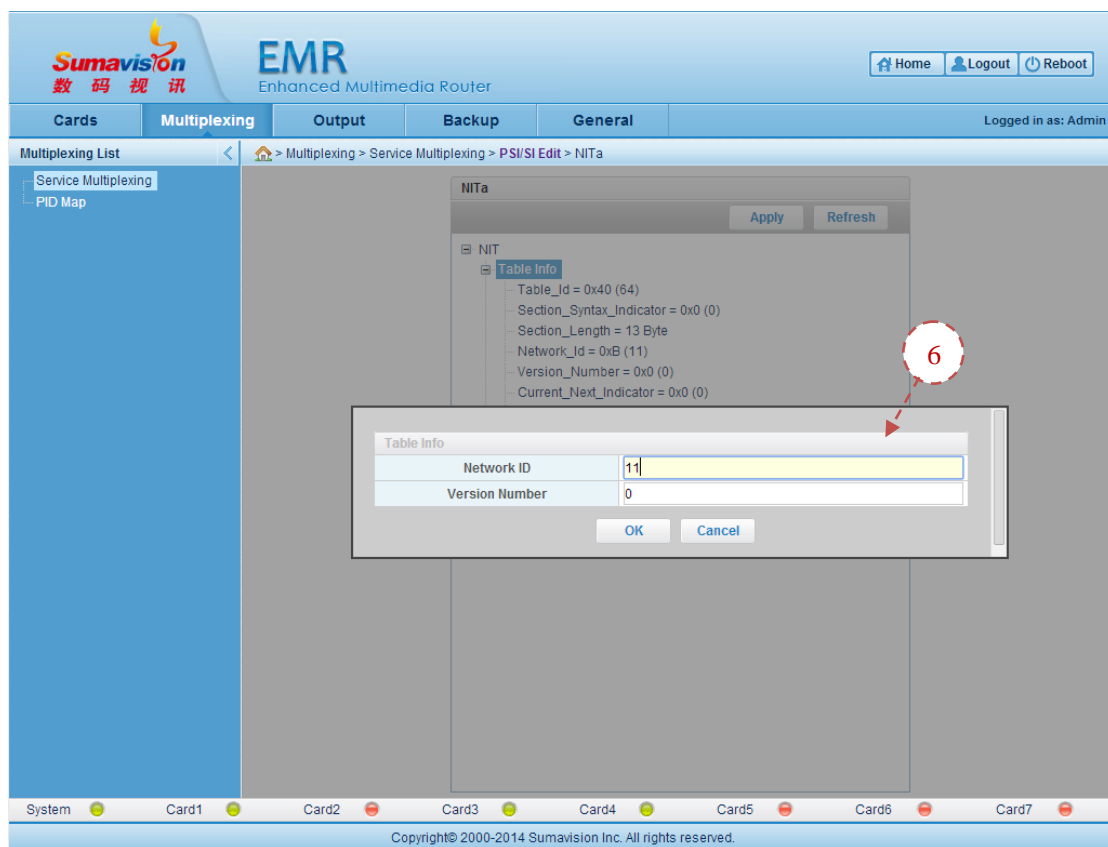 Sumavision
数码视讯
EMR
Enhanced Multimedia Router
Home Logout Reboot
Cards Multiplexing Output Backup General Logged in as: Admin
Multiplexing List > Multiplexing > Service Multiplexing > PSI/SI Edit > NITa
Service Multiplexing
PID Map
NITa
Apply Refresh
NIT
Table Info
Table_Id = 0x40 (64)
Section_Syntax_Indicator = 0x0 (0)
Section_Length = 13 Byte
Network_Id = 0xB (11)
Version_Number = 0x0 (0)
Current_Next_Indicator = 0x0 (0)
6
Table Info
Network ID 11
Version Number 0
OK Cancel
System Card1 Card2 Card3 Card4 Card5 Card6 Card7
Copyright© 2000-2014 Sumavision Inc. All rights reserved.